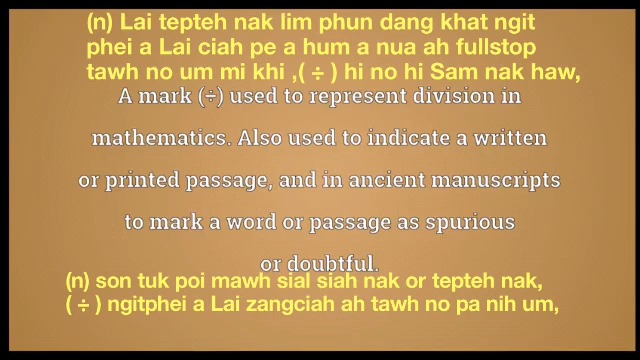 (n) Lai tepteh nak lim phun dang khat ngit
phei a Lai ciah pe a hum a nua ah fullstop
tawh no um mi khi ,( ÷ ) hi no hi Sam nak haw,
A mark (÷) used to represent division in
mathematics. Also used to indicate a written
or printed passage, and in ancient manuscripts
to mark a word or passage as spurious
or doubtful.
(n) son tuk poi mawh sial siah nak or tepteh nak,
( ÷ ) ngitphei a Lai zangciah ah tawh no pa nih um,